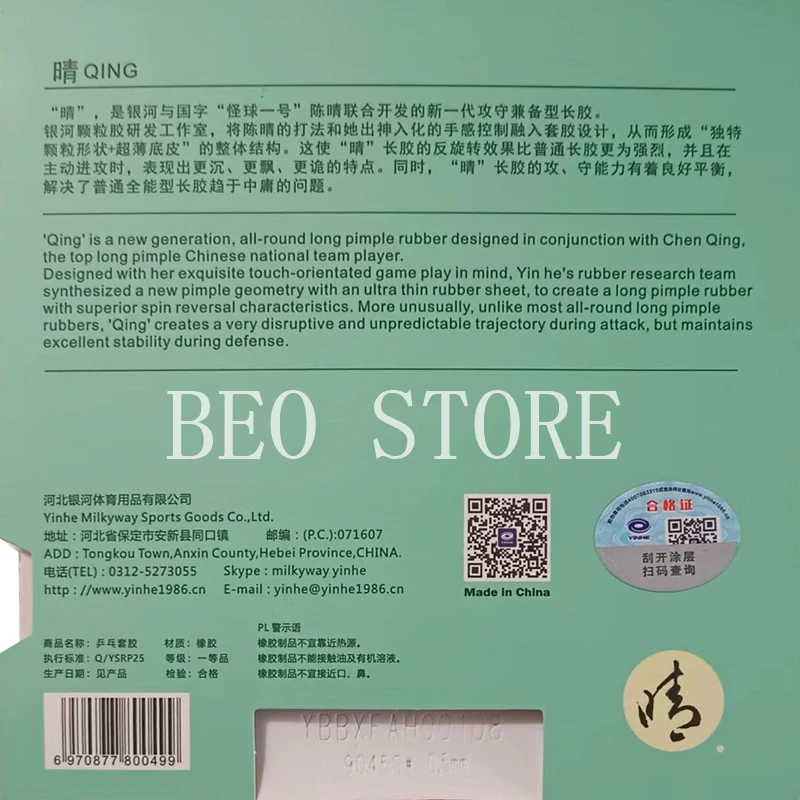 晴 QING
“晴”，是银河与国字“怪球一号”陈晴联合开发的新一代攻守兼备型长胶。
银河颗粒胶研发工作室，将陈晴的打法和她出神入化的手感控制融入套胶设计，从而形成“独特
颗粒形状+超薄底皮”的整体结构。这使“晴”长胶的反旋转效果比普通长胶更为强烈，并且在
主动进攻时，表现出更沉、更飘、更诡的特点。同时，“晴”长胶的攻、守能力有着良好平衡，
解决了普通全能型长胶趋于中庸的问题。
'Qing' is a new generation, all-round long pimple rubber designed in conjunction with Chen Qing,
the top long pimple Chinese national team player.
Designed with her exquisite touch-orientated game play in mind, Yin he's rubber research team
synthesized a new pimple geometry with an ultra thin rubber sheet, to create a long pimple rubber
with superior spin reversal characteristics. More unusually, unlike most all-round long pimple
rubbers, 'Qing' creates a very disruptive and unpredictable trajectory during attack, but maintains
excellent stability during defense.
BEO STORE
河北银河体育用品有限公司
Yinhe Milkyway Sports Goods Co.,Ltd.
地址：河北省保定市安新县同口镇 邮编：(P.C.):071607
ADD : Tongkou Town,Anxin County,Hebei Province,CHINA.
电话(TEL) : 0312-5273055 Skype : milkyway yinhe
http : //www.yinhe1986.cn E-mail : yinhe@yinhe1986.cn
YINHE
Made in China
合格证
YINHE
刮开涂层
扫码查询
PL 警示语
商品名称：乒乓套胶 材质：橡胶 橡胶制品不宜靠近热源。
执行标准：Q/YSRP25 等级：一等品 橡胶制品不能接触油及有机溶液。
生产日期：见产品 检验：合格 橡胶制品不宜接近口、鼻。
晴
6 970877 800499
YBBXFAH00108